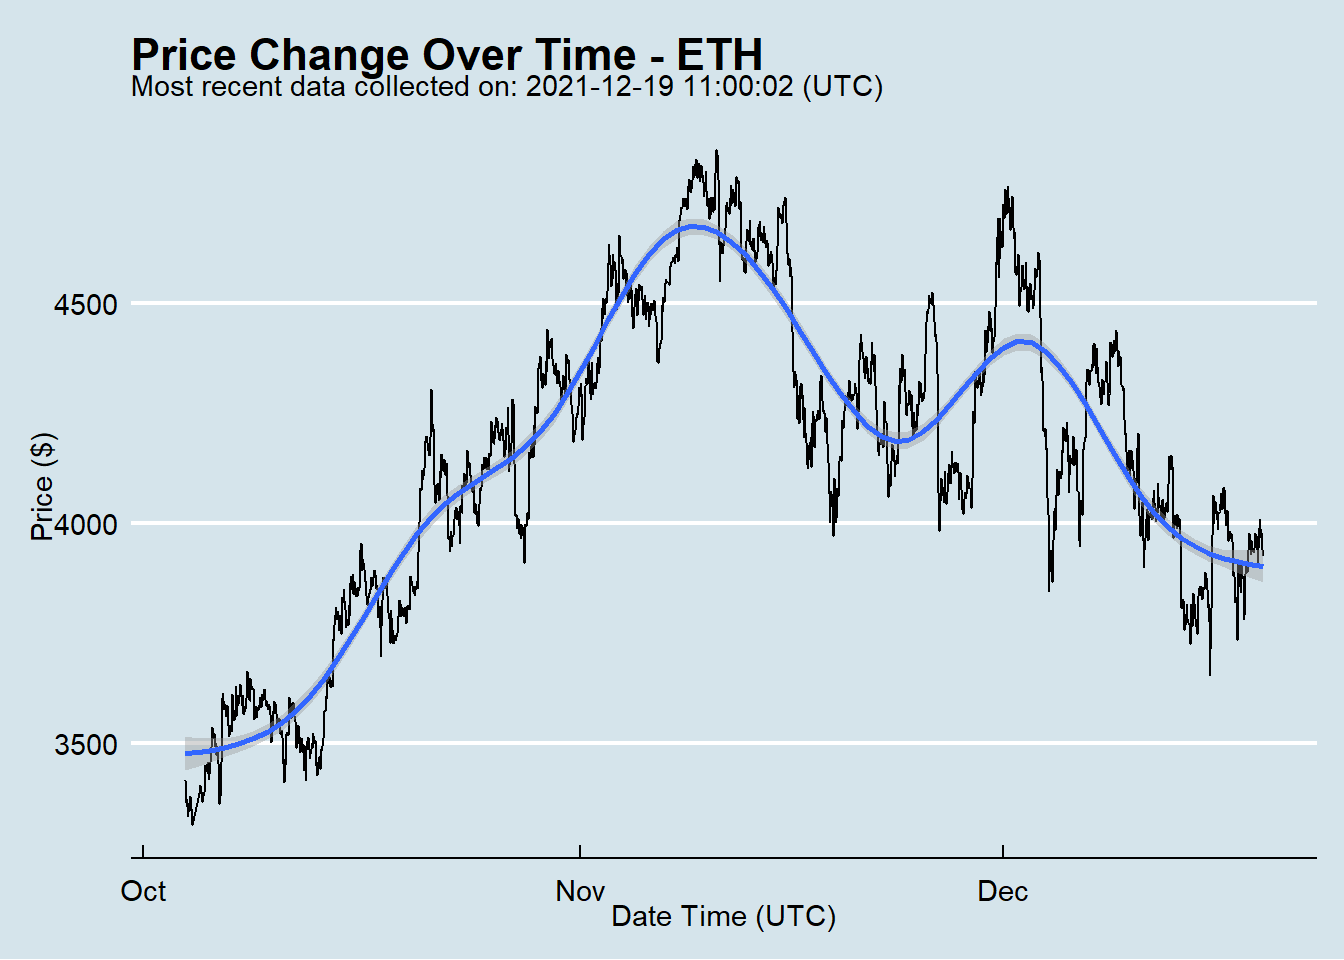 Price Change Over Time - ETH
Most recent data collected on: 2021-12-19 11:00:02 (UTC)
Price ($)
4500
4000
3500
Oct Nov Dec
Date Time (UTC)